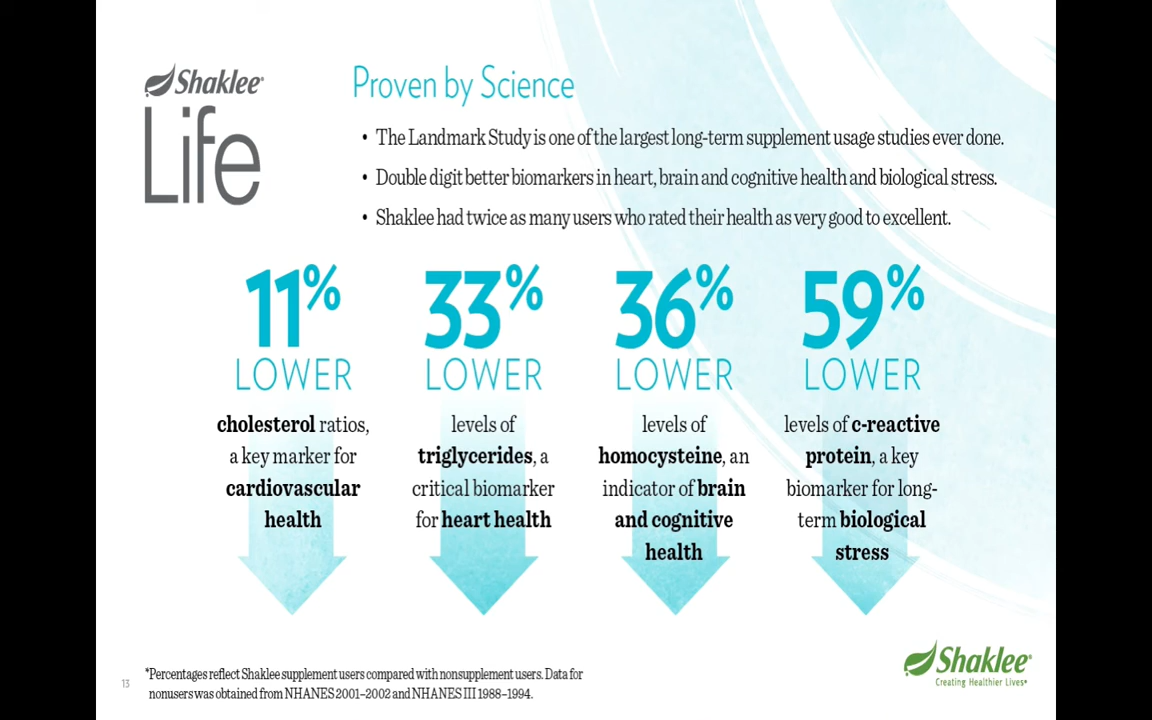 Shaklee®
Life
Proven by Science
• The Landmark Study is one of the largest long-term supplement usage studies ever done.
• Double digit better biomarkers in heart, brain and cognitive health and biological stress.
• Shaklee had twice as many users who rated their health as very good to excellent.
11%
LOWER
cholesterol ratios,
a key marker for
cardiovascular
health
33%
LOWER
levels of
triglycerides, a
critical biomarker
for heart health
36%
LOWER
levels of
homocysteine, an
indicator of brain
and cognitive
health
59%
LOWER
levels of c-reactive
protein, a key
biomarker for long-
term biological
stress
13
*Percentages reflect Shaklee supplement users compared with nonsupplement users. Data for
nonusers was obtained from NHANES 2001–2002 and NHANES III 1988–1994.
Shaklee®
Creating Healthier Lives®